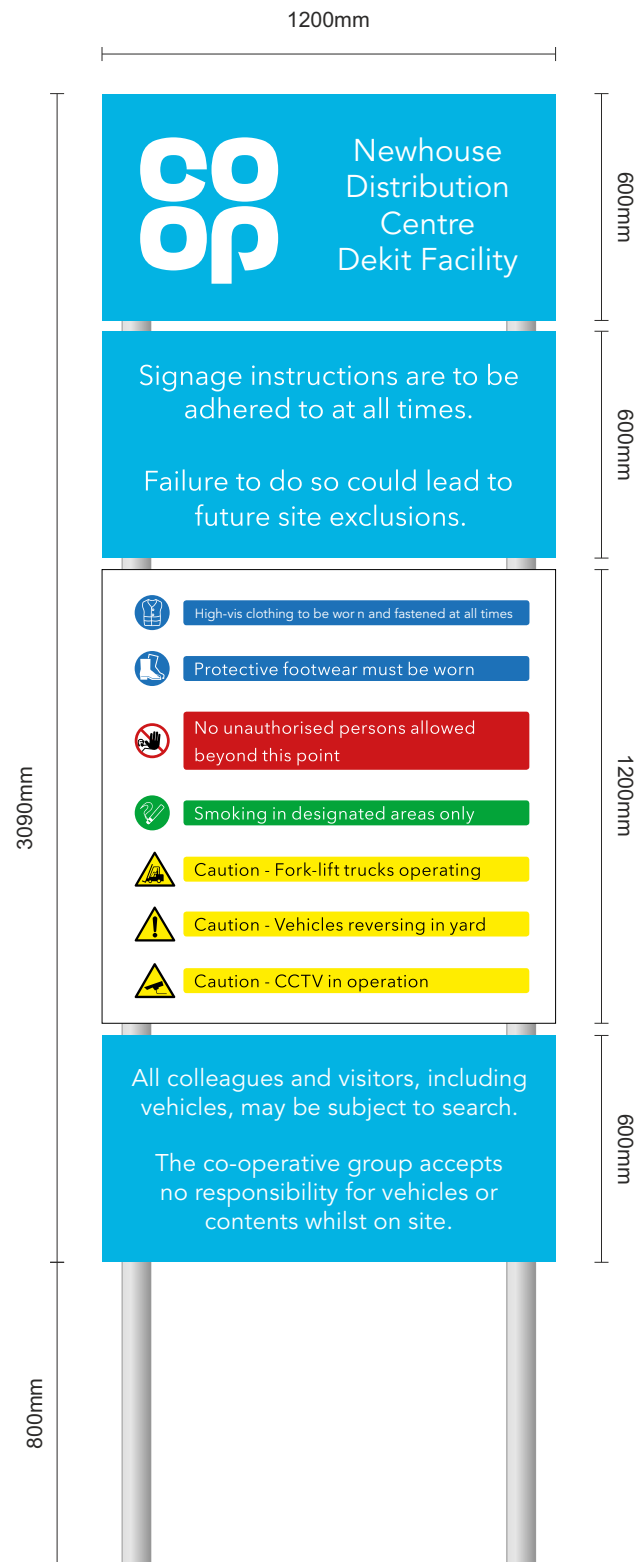 1200mm
co
op
Newhouse
Distribution
Centre
Dekit Facility
600mm
Signage instructions are to be
adhered to at all times.
Failure to do so could lead to
future site exclusions.
600mm
High-vis clothing to be wor n and fastened at all times
Protective footwear must be worn
No unauthorised persons allowed
beyond this point
Smoking in designated areas only
Caution - Fork-lift trucks operating
Caution - Vehicles reversing in yard
Caution - CCTV in operation
1200mm
3090mm
All colleagues and visitors, including
vehicles, may be subject to search.
The co-operative group accepts
no responsibility for vehicles or
contents whilst on site.
600mm
800mm